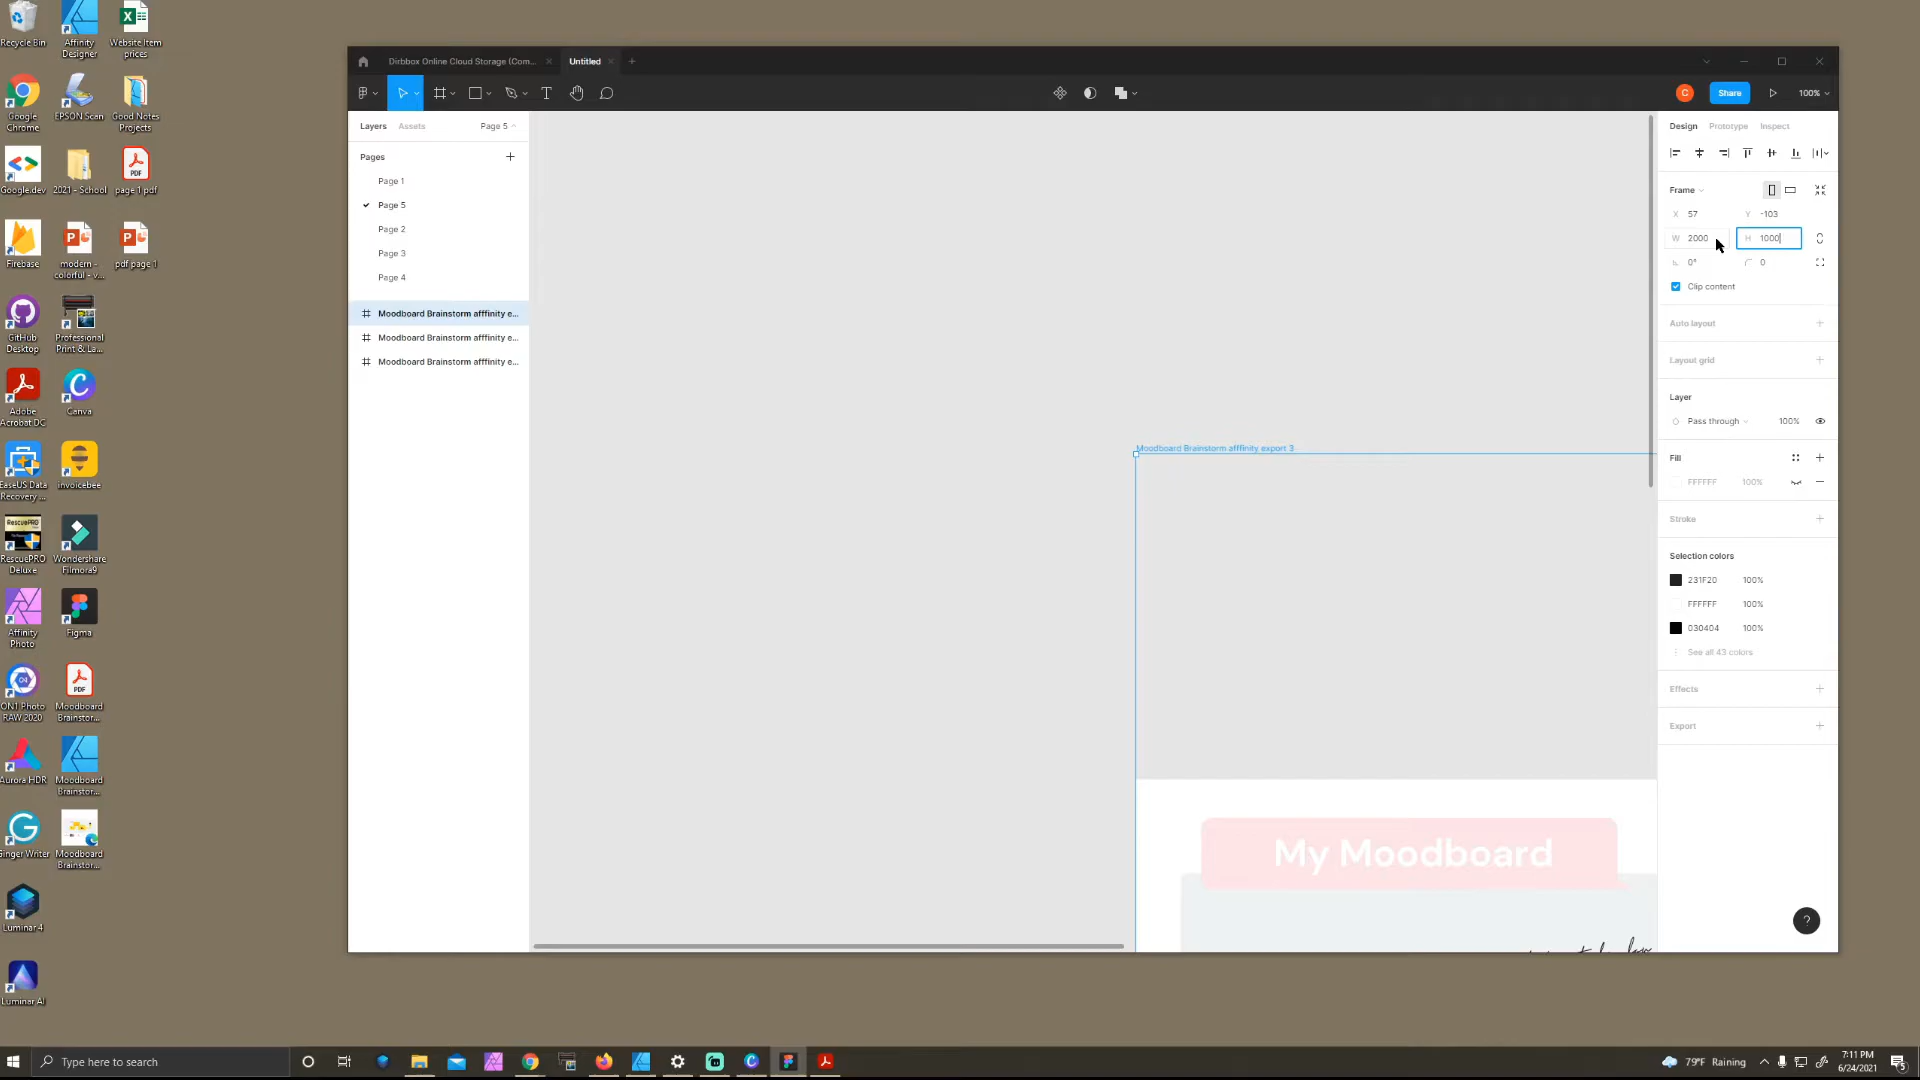 Recycle Bin
Affinity Designer
Website Item prices
Google Chrome
EPSON Scan
Good Notes Projects
Google.dev
2021 - School
page 1 pdf
Firebase
modern - colorful - v...
pdf page 1
GitHub Desktop
Professional Print & La...
Adobe Acrobat DC
Canva
EaseUS Data Recovery ...
invoicebee
RescuePRO Deluxe
Wondershare Filmora9
Affinity Photo
Figma
ON1 Photo RAW 2020
Moodboard Brainstor...
Aurora HDR
Moodboard Brainstor...
Ginger Writer
Moodboard Brainstor...
Luminar 4
Luminar AI
Dirbbox Online Cloud Storage (Com...
Untitled
C
Share
100%
Layers
Assets
Page 5
Pages
Page 1
Page 5
Page 2
Page 3
Page 4
Moodboard Brainstorm afffinity e...
Moodboard Brainstorm afffinity e...
Moodboard Brainstorm afffinity e...
Moodboard Brainstorm afffinity export 3
My Moodboard
Design
Prototype
Inspect
Frame
X 57
Y -103
W 2000
H 1000
0°
0
Clip content
Auto layout
Layout grid
Layer
Pass through
100%
Fill
FFFFFF 100%
Stroke
Selection colors
231F20 100%
FFFFFF 100%
030404 100%
See all 43 colors
Effects
Export
?
Type here to search
79°F Raining
7:11 PM
6/24/2021